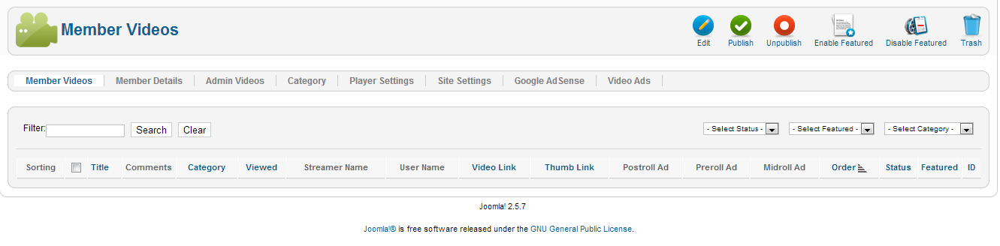 Member Videos
Edit Publish Unpublish Enable Featured Disable Featured Trash
Member Videos Member Details Admin Videos Category Player Settings Site Settings Google AdSense Video Ads
Filter: Search Clear - Select Status - - Select Featured - - Select Category -
Sorting Title Comments Category Viewed Streamer Name User Name Video Link Thumb Link Postroll Ad Preroll Ad Midroll Ad Order Status Featured ID
Joomla! 2.5.7
Joomla!® is free software released under the GNU General Public License.